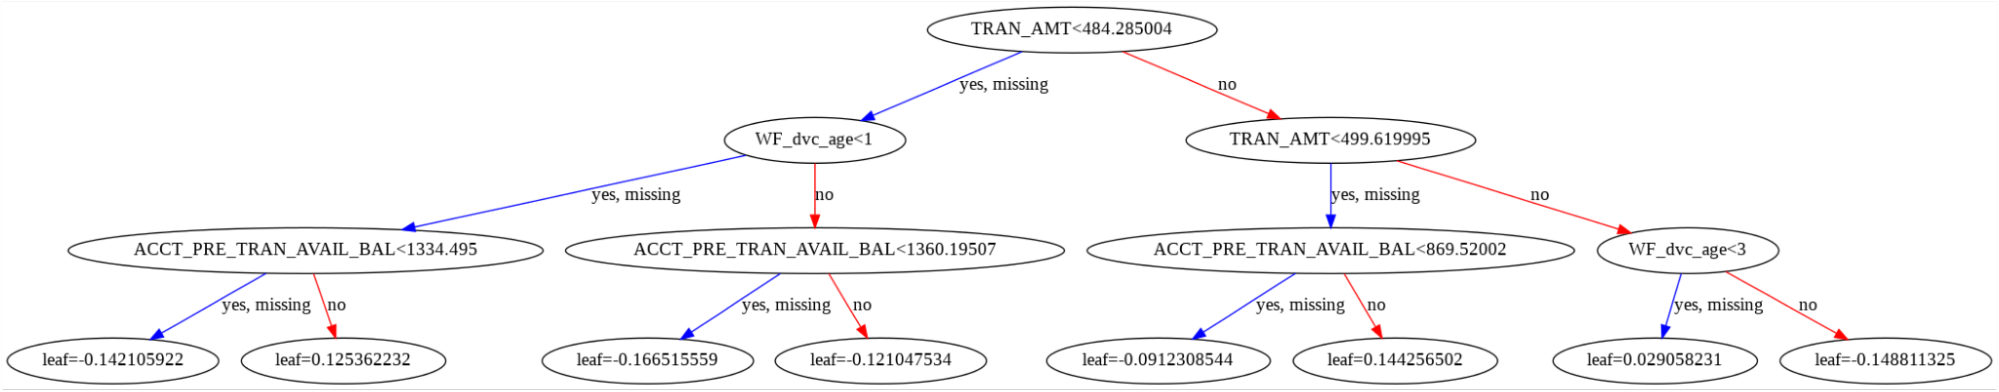 TRAN_AMT<484.285004
yes, missing
no
WF_dvc_age<1
TRAN_AMT<499.619995
yes, missing
no
yes, missing
no
ACCT_PRE_TRAN_AVAIL_BAL<1334.495
ACCT_PRE_TRAN_AVAIL_BAL<1360.19507
ACCT_PRE_TRAN_AVAIL_BAL<869.52002
WF_dvc_age<3
yes, missing
no
yes, missing
no
yes, missing
no
yes, missing
no
leaf=-0.142105922
leaf=0.125362232
leaf=-0.166515559
leaf=-0.121047534
leaf=-0.0912308544
leaf=0.144256502
leaf=0.029058231
leaf=-0.148811325